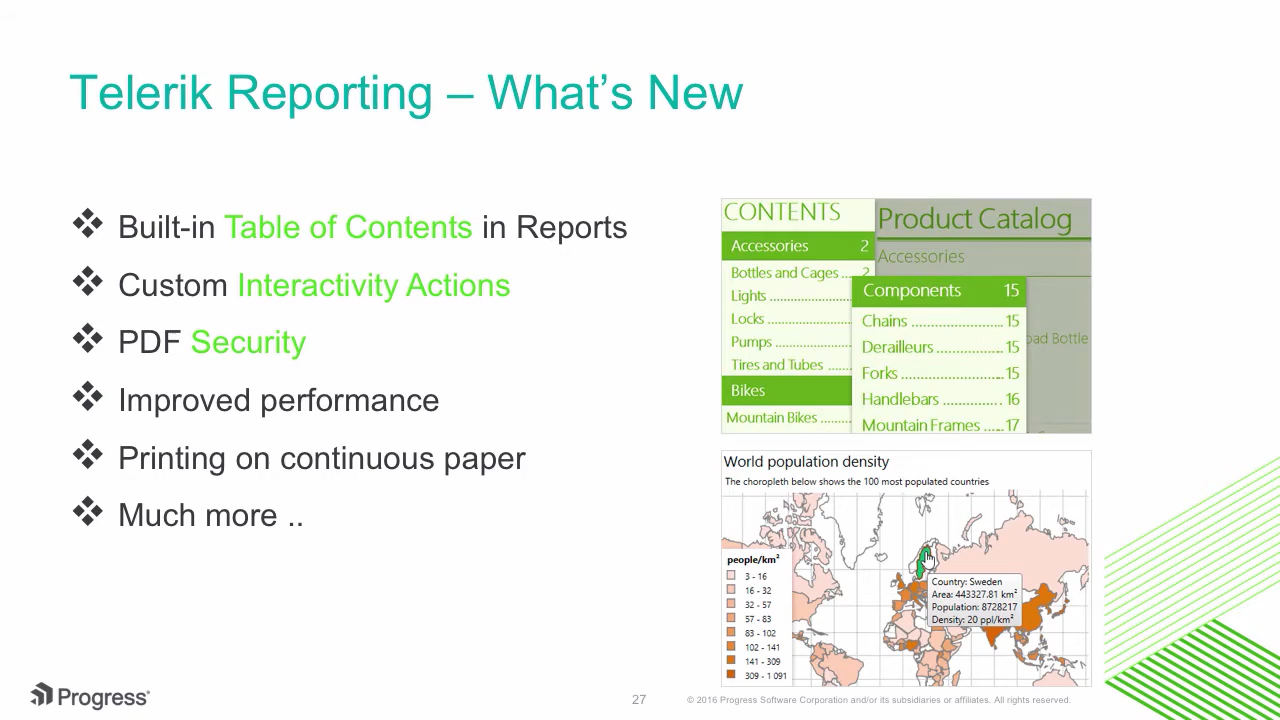 Telerik Reporting – What's New
❖ Built-in Table of Contents in Reports
❖ Custom Interactivity Actions
❖ PDF Security
❖ Improved performance
❖ Printing on continuous paper
❖ Much more ..
CONTENTS
Accessories 2
Bottles and Cages ... 2
Lights
Locks
Pumps
Tires and Tubes
Bikes
Mountain Bikes
Product Catalog
Accessories
oad Bottle
Components 15
Chains ....................... 15
Derailleurs ................ 15
Forks ......................... 15
Handlebars ............. 16
Mountain Frames ..... 17
World population density
The choropleth below shows the 100 most populated countries
people/km²
3 - 16
16 - 32
32 - 57
57 - 83
83 - 102
102 - 141
141 - 309
309 - 1 091
Country: Sweden
Area: 443327.81 km²
Population: 8728217
Density: 20 ppl/km²
Progress
27
© 2016 Progress Software Corporation and/or its subsidiaries or affiliates. All rights reserved.